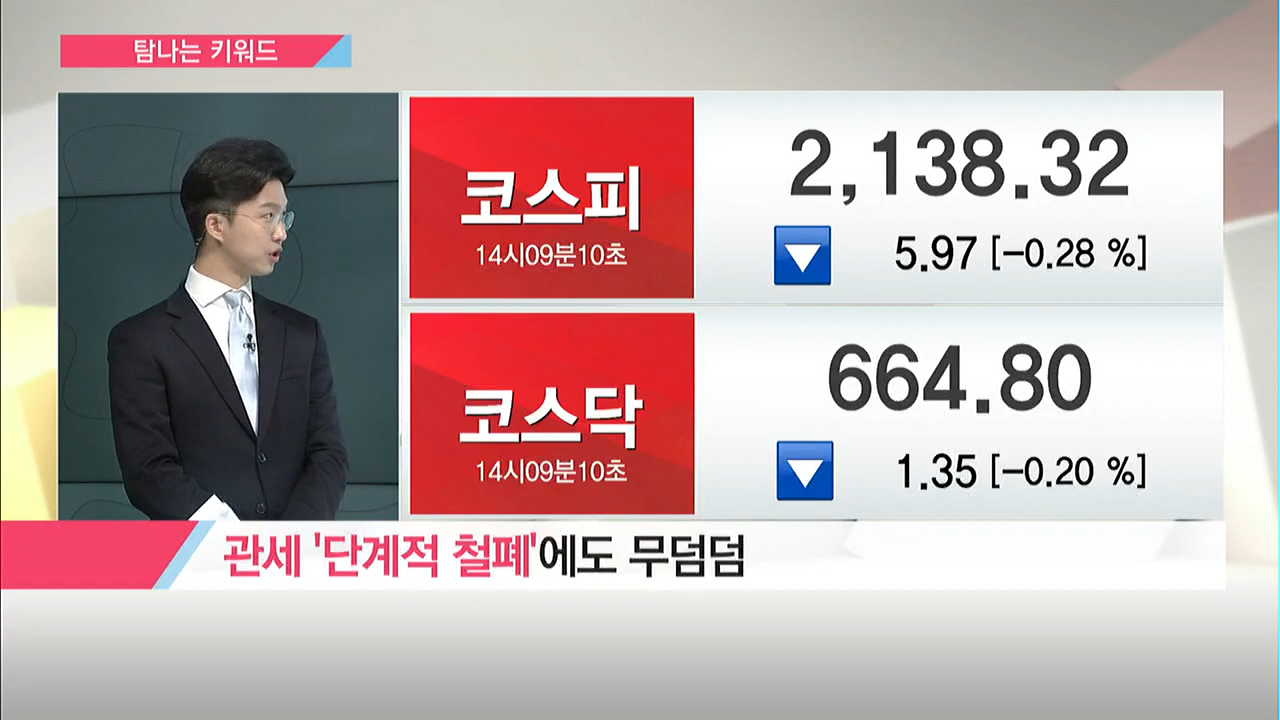 탐나는 키워드
코스피
14시09분10초
2,138.32
▼ 5.97 [-0.28 %]
코스닥
14시09분10초
664.80
▼ 1.35 [-0.20 %]
관세 '단계적 철폐'에도 무덤덤